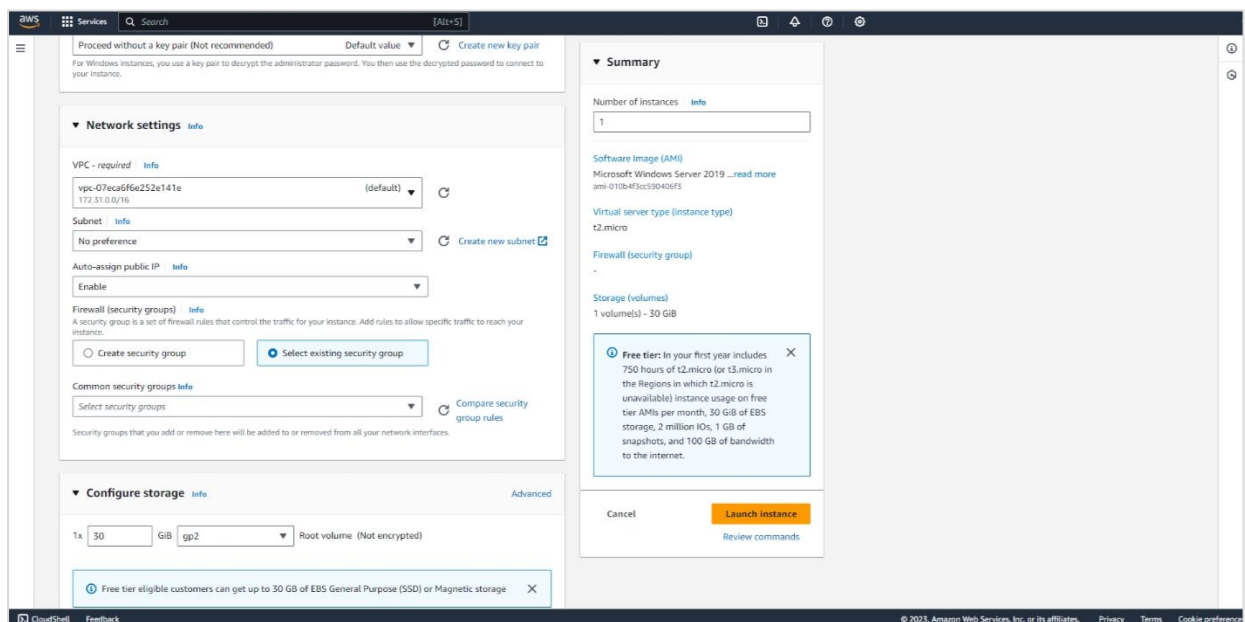 aws
Services
Search [Alt+S]
Proceed without a key pair (Not recommended) Default value
Create new key pair
For Windows instances, you use a key pair to decrypt the administrator password. You then use the decrypted password to connect to
your instance.
Network settings Info
VPC - required Info
vpc-07eca6f6e252e141e (default)
172.31.0.0/16
Subnet Info
No preference
Create new subnet
Auto-assign public IP Info
Enable
Firewall (security groups) Info
A security group is a set of firewall rules that control the traffic for your instance. Add rules to allow specific traffic to reach your
instance.
Create security group
Select existing security group
Common security groups Info
Select security groups
Compare security
group rules
Security groups that you add or remove here will be added to or removed from all your network interfaces.
Configure storage Info
Advanced
1x 30 GiB gp2 Root volume (Not encrypted)
Free tier eligible customers can get up to 30 GB of EBS General Purpose (SSD) or Magnetic storage
Summary
Number of instances Info
1
Software Image (AMI)
Microsoft Windows Server 2019 ...read more
ami-010b4f3cc590406f3
Virtual server type (instance type)
t2.micro
Firewall (security group)
-
Storage (volumes)
1 volume(s) - 30 GiB
Free tier: In your first year includes
750 hours of t2.micro (or t3.micro in
the Regions in which t2.micro is
unavailable) instance usage on free
tier AMIs per month, 30 GiB of EBS
storage, 2 million IOs, 1 GB of
snapshots, and 100 GB of bandwidth
to the internet.
Cancel
Launch instance
Review commands
CloudShell Feedback
© 2023, Amazon Web Services, Inc. or its affiliates. Privacy Terms Cookie preference